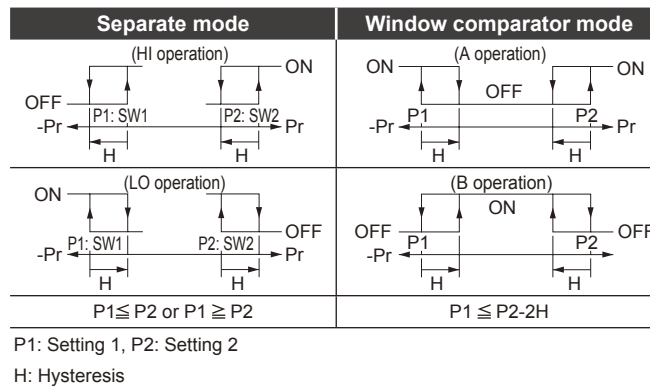 Separate mode
Window comparator mode
(HI operation)
ON
OFF
P1: SW1
P2: SW2
-Pr
Pr
H
H
(A operation)
ON
ON
OFF
P1
P2
-Pr
Pr
H
H
(LO operation)
ON
OFF
P1: SW1
P2: SW2
-Pr
Pr
H
H
(B operation)
ON
OFF
OFF
P1
P2
-Pr
H
H
P1≦ P2 or P1 ≧ P2
P1 ≦ P2-2H
P1: Setting 1, P2: Setting 2
H: Hysteresis